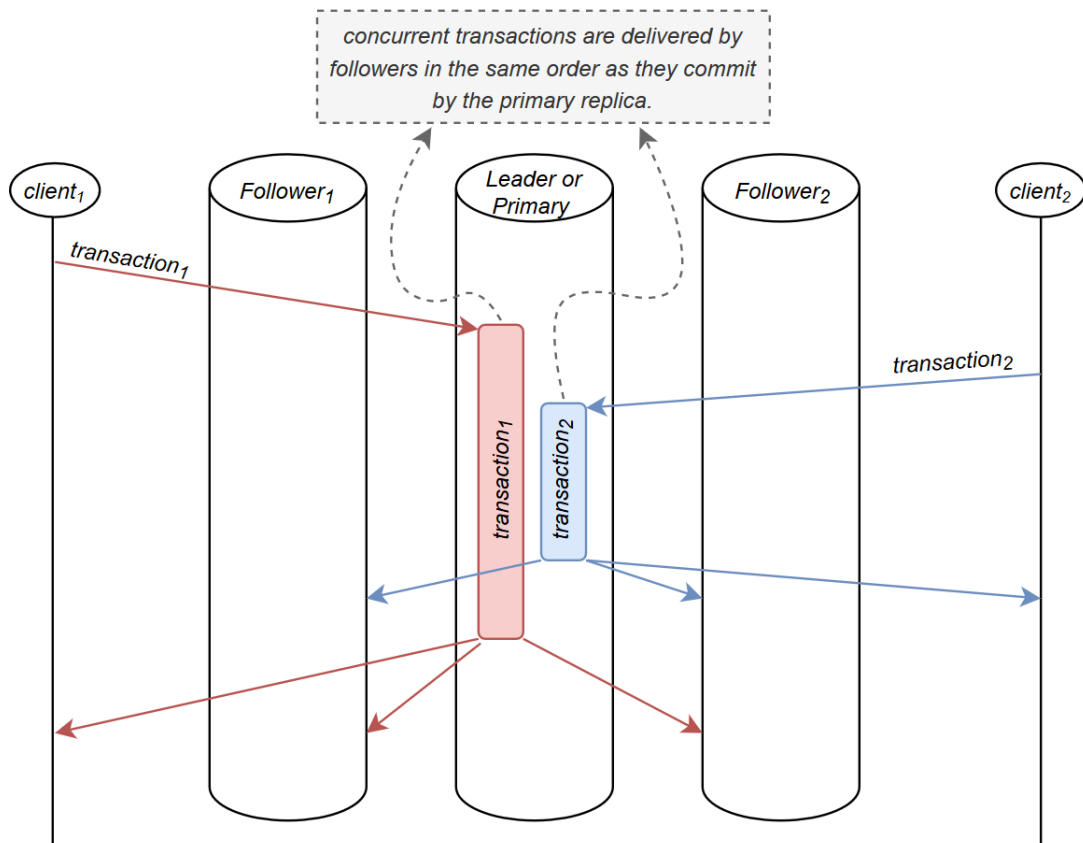 concurrent transactions are delivered by
followers in the same order as they commit
by the primary replica.
client₁
Follower₁
Leader or
Primary
Follower₂
client₂
transaction₁
transaction₂
transaction₁
transaction₂